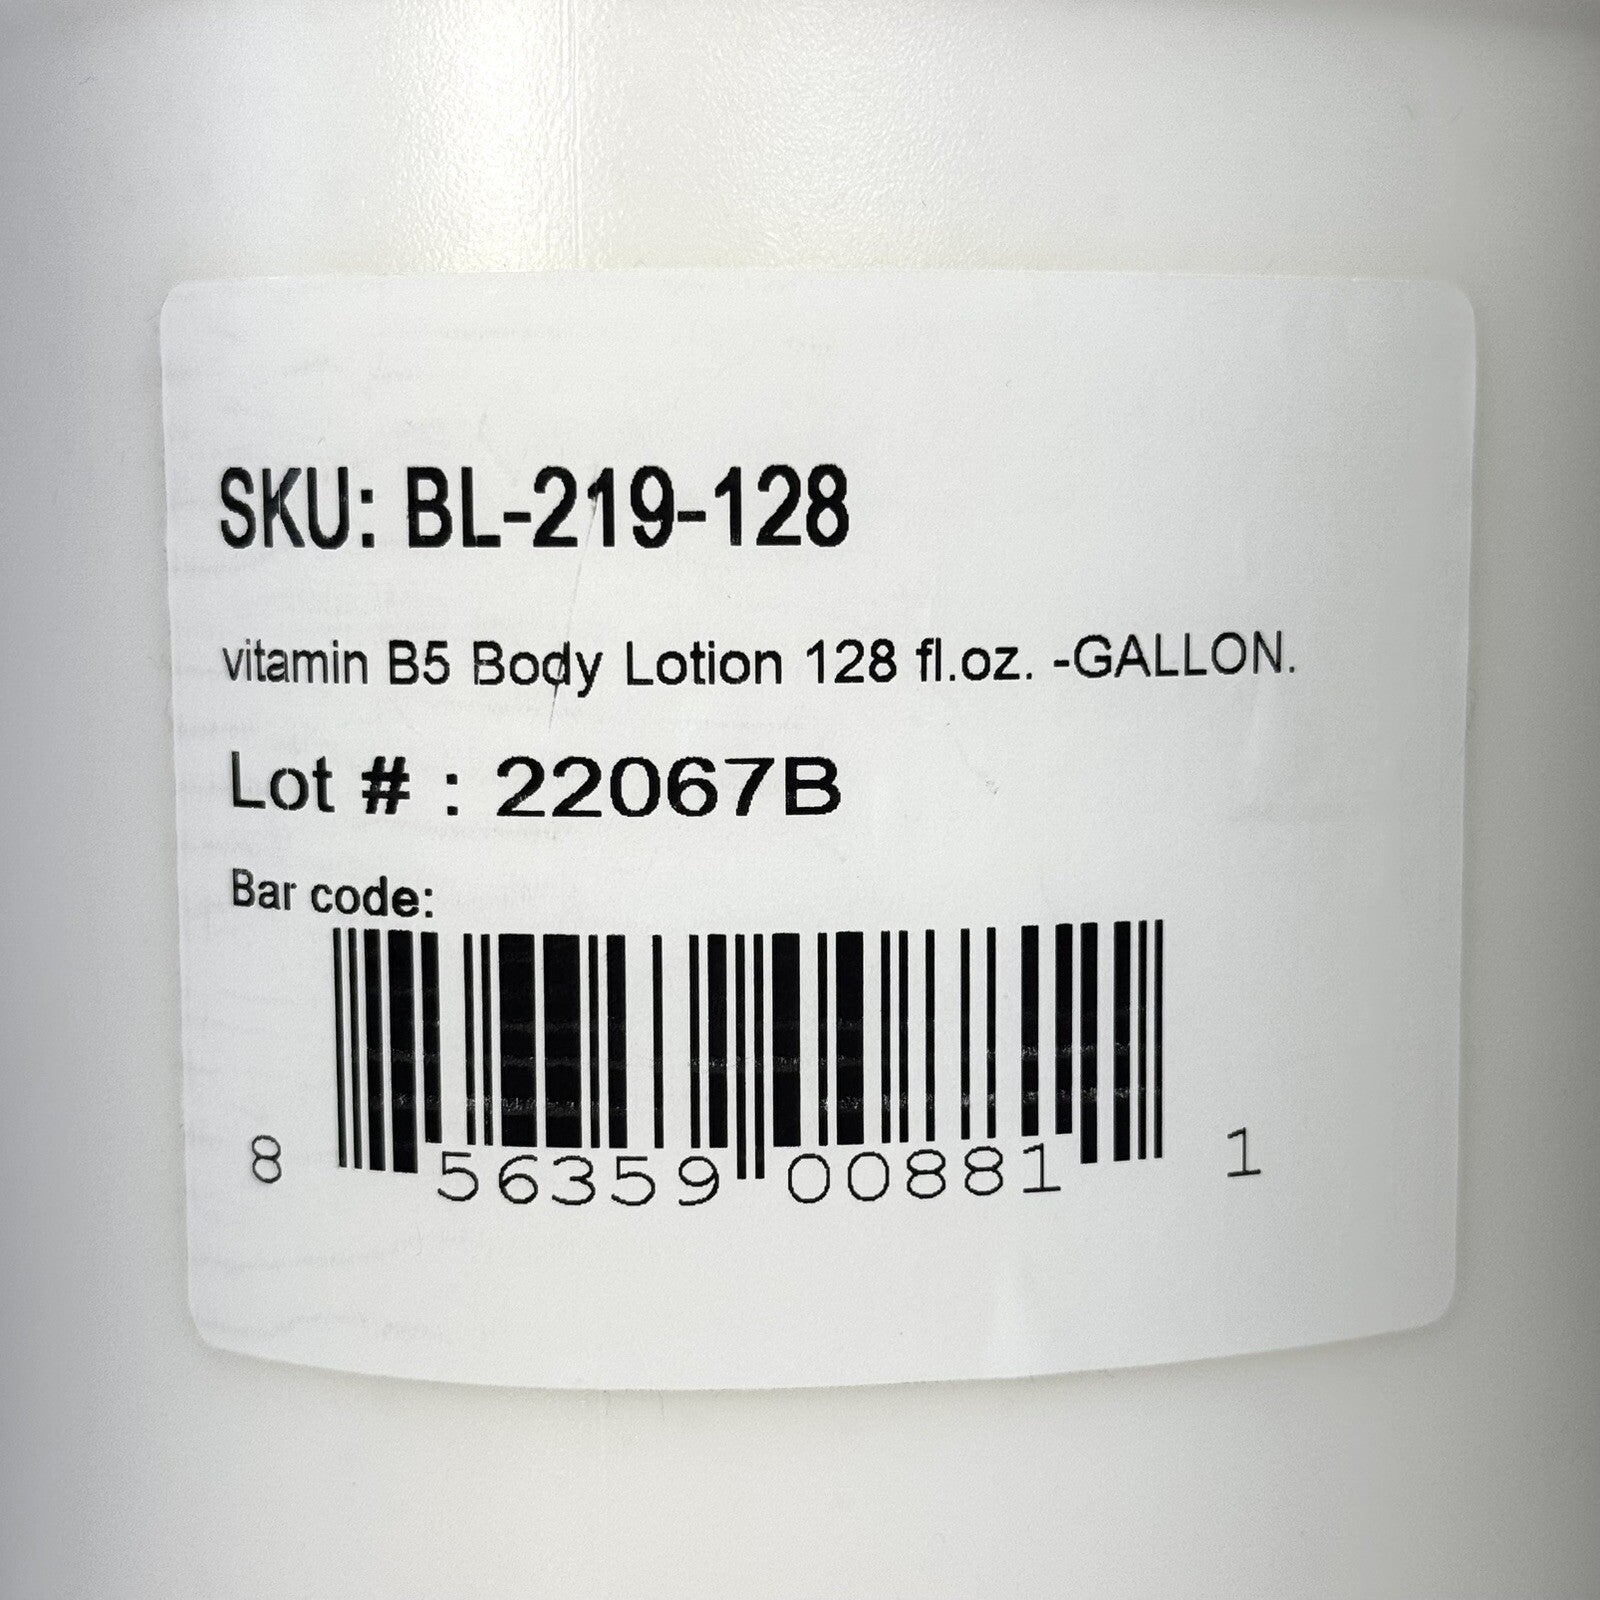 SKU: BL-219-128
vitamin B5 Body Lotion 128 fl.oz. -GALLON.
Lot # : 22067B
Bar code:
8 56359 00881 1